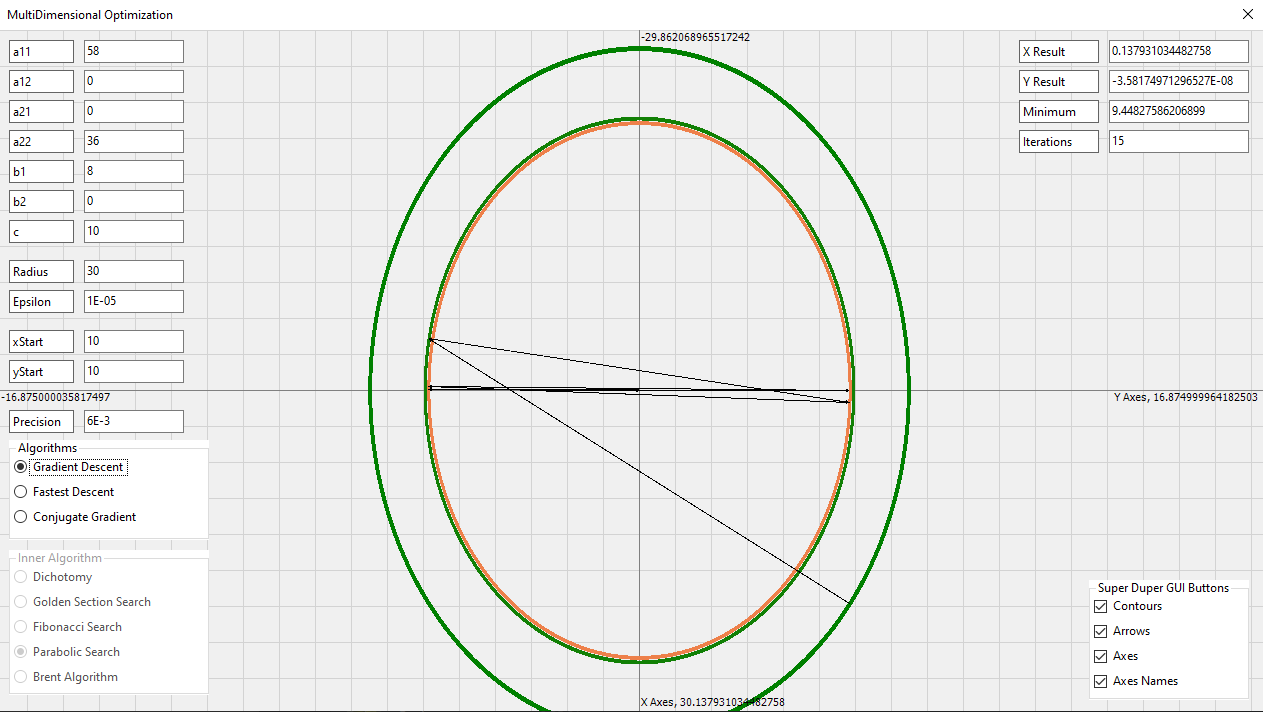 MultiDimensional Optimization
a11 58
a12 0
a21 0
a22 36
b1 8
b2 0
c 10
Radius 30
Epsilon 1E-05
xStart 10
yStart 10
-16.875000035817497
Precision 6E-3
Algorithms
Gradient Descent
Fastest Descent
Conjugate Gradient
Inner Algorithm
Dichotomy
Golden Section Search
Fibonacci Search
Parabolic Search
Brent Algorithm
-29.862068965517242
X Axes, 30.137931034482758
X Result 0.137931034482758
Y Result -3.58174971296527E-08
Minimum 9.44827586206899
Iterations 15
Y Axes, 16.874999964182503
Super Duper GUI Buttons
Contours
Arrows
Axes
Axes Names